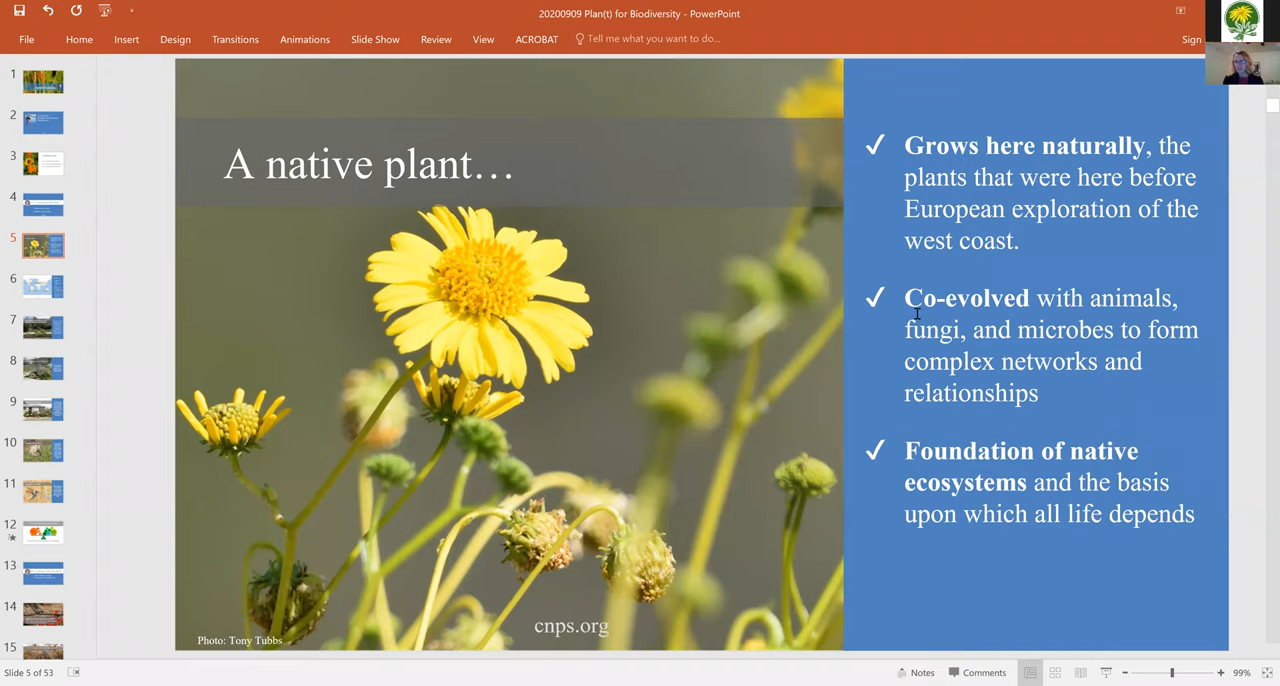 20200909 Plan(t) for Biodiversity - PowerPoint
File Home Insert Design Transitions Animations Slide Show Review View ACROBAT Tell me what you want to do... Sign
1
2
3
4
5
6
7
8
9
10
11
12
13
14
15
A native plant…
✓ Grows here naturally, the
plants that were here before
European exploration of the
west coast.
✓ Co-evolved with animals,
fungi, and microbes to form
complex networks and
relationships
✓ Foundation of native
ecosystems and the basis
upon which all life depends
cnps.org
Photo: Tony Tubbs
Slide 5 of 53 Notes Comments 99%